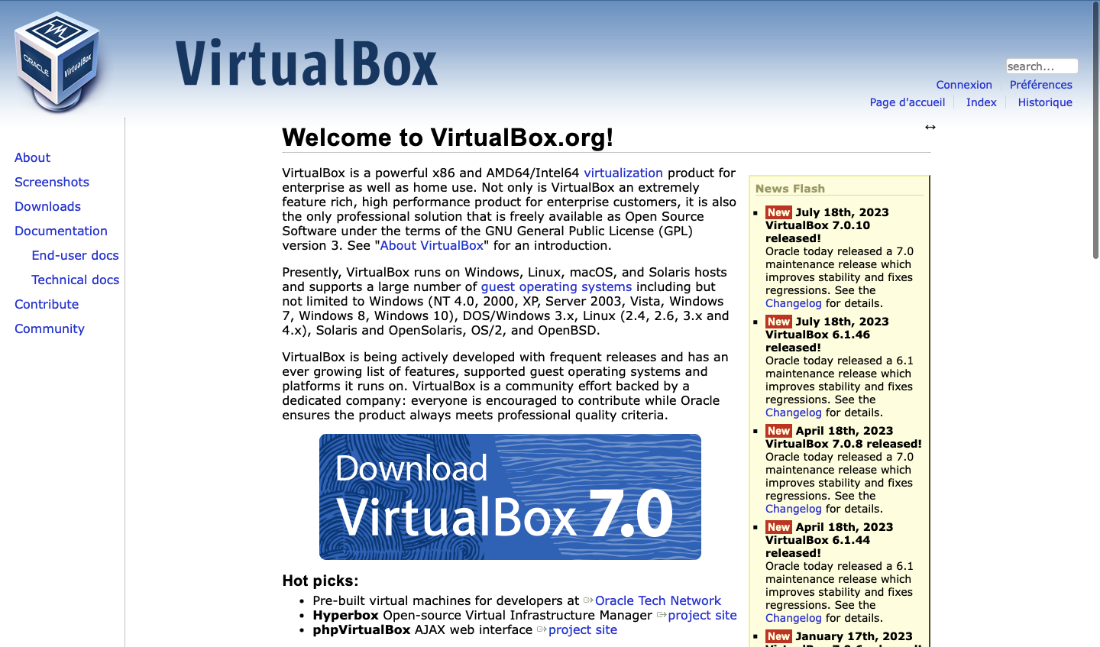 ORACLE
VirtualBox
VirtualBox
search...
Connexion
Préférences
Page d'accueil
Index
Historique
About
Screenshots
Downloads
Documentation
End-user docs
Technical docs
Contribute
Community
Welcome to VirtualBox.org!
VirtualBox is a powerful x86 and AMD64/Intel64 virtualization product for
enterprise as well as home use. Not only is VirtualBox an extremely
feature rich, high performance product for enterprise customers, it is also
the only professional solution that is freely available as Open Source
Software under the terms of the GNU General Public License (GPL)
version 3. See "About VirtualBox" for an introduction.
Presently, VirtualBox runs on Windows, Linux, macOS, and Solaris hosts
and supports a large number of guest operating systems including but
not limited to Windows (NT 4.0, 2000, XP, Server 2003, Vista, Windows
7, Windows 8, Windows 10), DOS/Windows 3.x, Linux (2.4, 2.6, 3.x and
4.x), Solaris and OpenSolaris, OS/2, and OpenBSD.
VirtualBox is being actively developed with frequent releases and has an
ever growing list of features, supported guest operating systems and
platforms it runs on. VirtualBox is a community effort backed by a
dedicated company: everyone is encouraged to contribute while Oracle
ensures the product always meets professional quality criteria.
Download
VirtualBox 7.0
Hot picks:
• Pre-built virtual machines for developers at Oracle Tech Network
• Hyperbox Open-source Virtual Infrastructure Manager project site
• phpVirtualBox AJAX web interface project site
News Flash
New July 18th, 2023
VirtualBox 7.0.10
released!
Oracle today released a 7.0
maintenance release which
improves stability and fixes
regressions. See the
Changelog for details.
New July 18th, 2023
VirtualBox 6.1.46
released!
Oracle today released a 6.1
maintenance release which
improves stability and fixes
regressions. See the
Changelog for details.
New April 18th, 2023
VirtualBox 7.0.8 released!
Oracle today released a 7.0
maintenance release which
improves stability and fixes
regressions. See the
Changelog for details.
New April 18th, 2023
VirtualBox 6.1.44
released!
Oracle today released a 6.1
maintenance release which
improves stability and fixes
regressions. See the
Changelog for details.
New January 17th, 2023